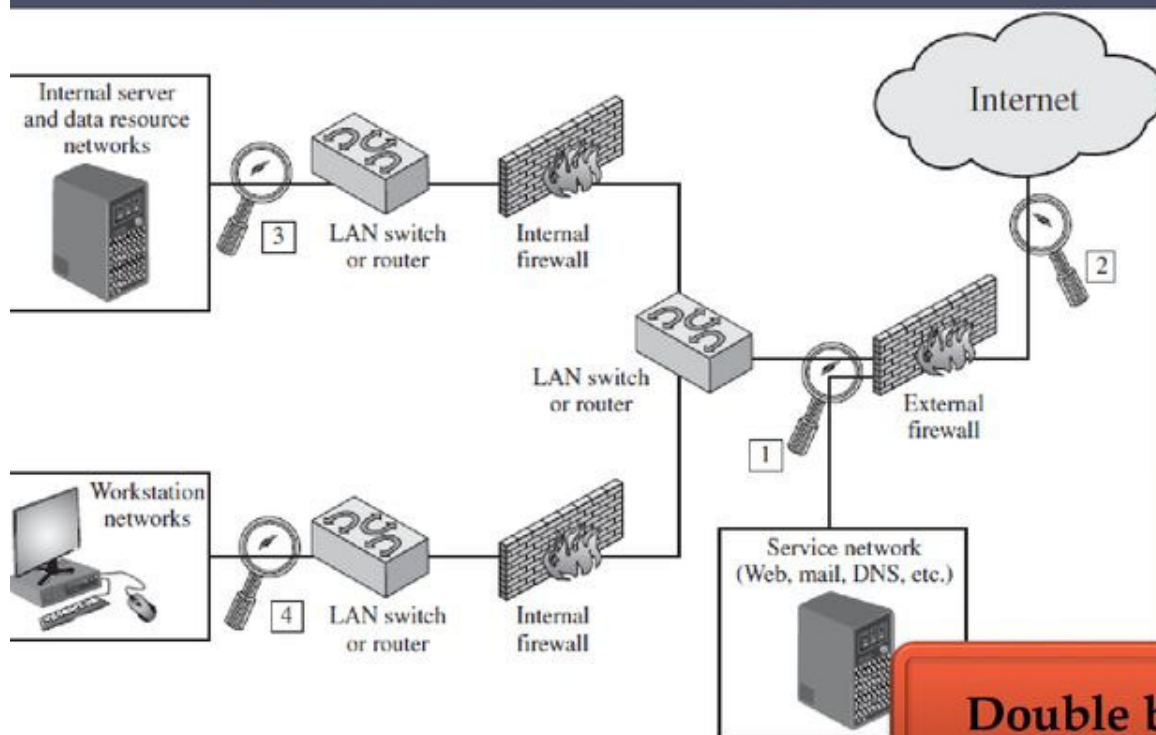 Internal server
and data resource
networks
3
LAN switch
or router
Internal
firewall
Internet
2
LAN switch
or router
External
firewall
1
Workstation
networks
4
LAN switch
or router
Internal
firewall
Service network
(Web, mail, DNS, etc.)
Double